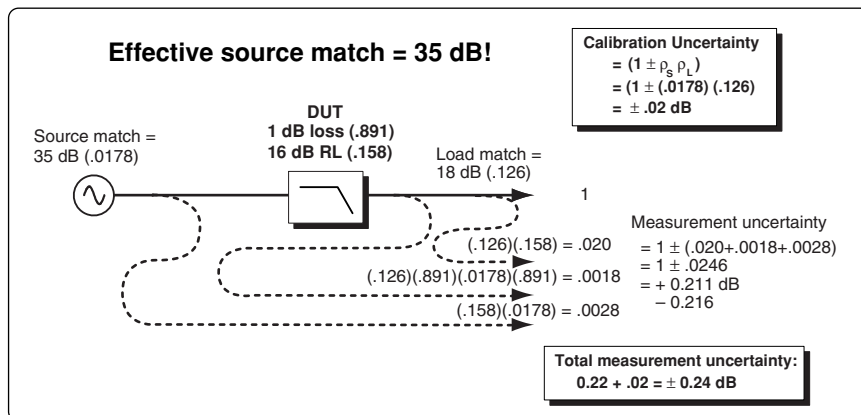 Effective source match = 35 dB!
Calibration Uncertainty
= (1 ± ρS ρL)
= (1 ± (.0178) (.126)
= ± .02 dB
DUT
1 dB loss (.891)
16 dB RL (.158)
Source match =
35 dB (.0178)
Load match =
18 dB (.126)
1
Measurement uncertainty
= 1 ± (.020+.0018+.0028)
= 1 ± .0246
= + 0.211 dB
– 0.216
(.126)(.158) = .020
(.126)(.891)(.0178)(.891) = .0018
(.158)(.0178) = .0028
Total measurement uncertainty:
0.22 + .02 = ± 0.24 dB